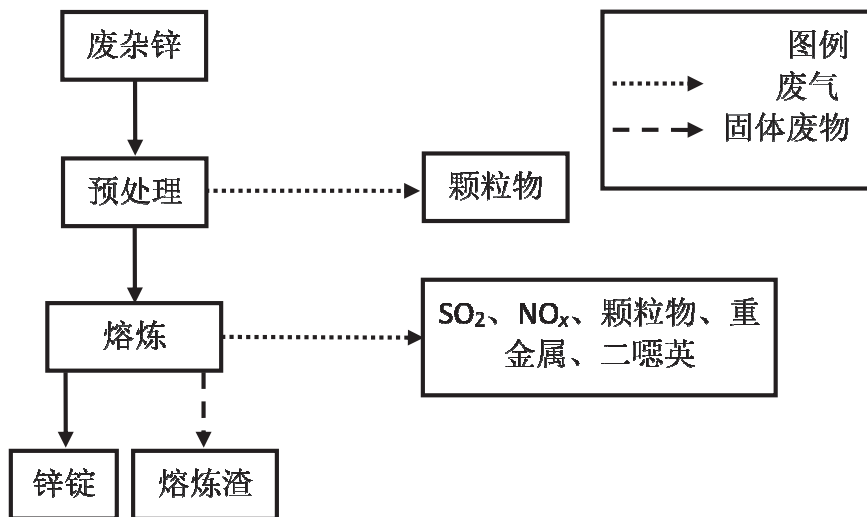 废杂锌
图例
废气
固体废物
预处理
颗粒物
熔炼
SO₂、NOₓ、颗粒物、重
金属、二噁英
锌锭
熔炼渣